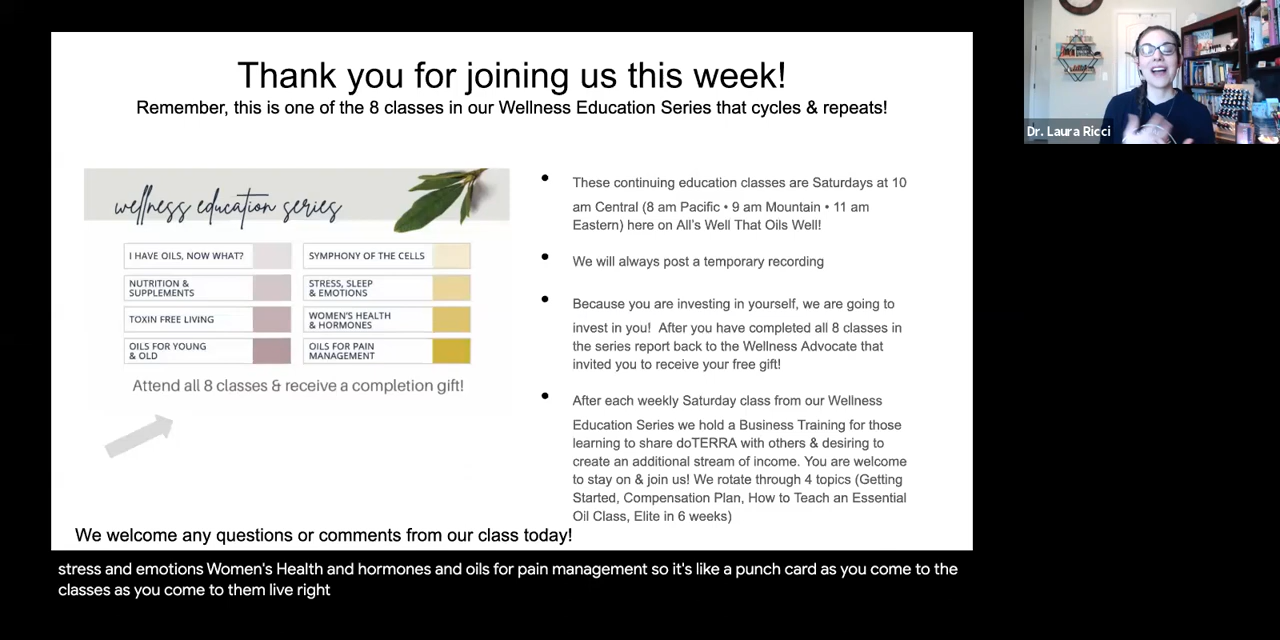 Thank you for joining us this week!
Remember, this is one of the 8 classes in our Wellness Education Series that cycles & repeats!
Dr. Laura Ricci
wellness education series
I HAVE OILS, NOW WHAT?
SYMPHONY OF THE CELLS
NUTRITION &
SUPPLEMENTS
STRESS, SLEEP
& EMOTIONS
TOXIN FREE LIVING
WOMEN'S HEALTH
& HORMONES
OILS FOR YOUNG
& OLD
OILS FOR PAIN
MANAGEMENT
Attend all 8 classes & receive a completion gift!
• These continuing education classes are Saturdays at 10
am Central (8 am Pacific • 9 am Mountain • 11 am
Eastern) here on All's Well That Oils Well!
• We will always post a temporary recording
• Because you are investing in yourself, we are going to
invest in you! After you have completed all 8 classes in
the series report back to the Wellness Advocate that
invited you to receive your free gift!
• After each weekly Saturday class from our Wellness
Education Series we hold a Business Training for those
learning to share doTERRA with others & desiring to
create an additional stream of income. You are welcome
to stay on & join us! We rotate through 4 topics (Getting
Started, Compensation Plan, How to Teach an Essential
Oil Class, Elite in 6 weeks)
We welcome any questions or comments from our class today!
stress and emotions Women's Health and hormones and oils for pain management so it's like a punch card as you come to the
classes as you come to them live right